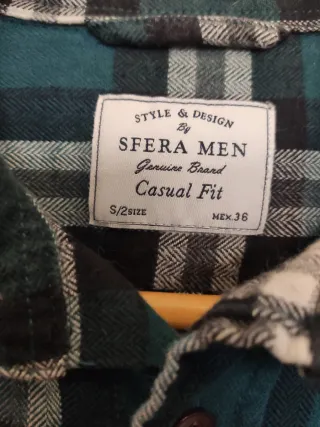 STYLE & DESIGN
By
SFERA MEN
Genuine Brand
Casual Fit
S/2SIZE MEX.36